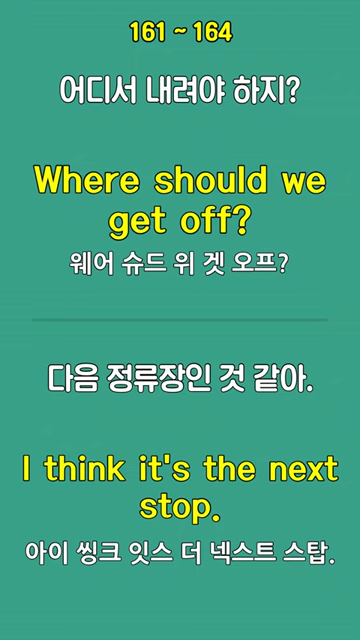 161 ~ 164
어디서 내려야 하지?
Where should we
get off?
웨어 슈드 위 겟 오프?
다음 정류장인 것 같아.
I think it's the next
stop.
아이 씽크 잇스 더 넥스트 스탑.